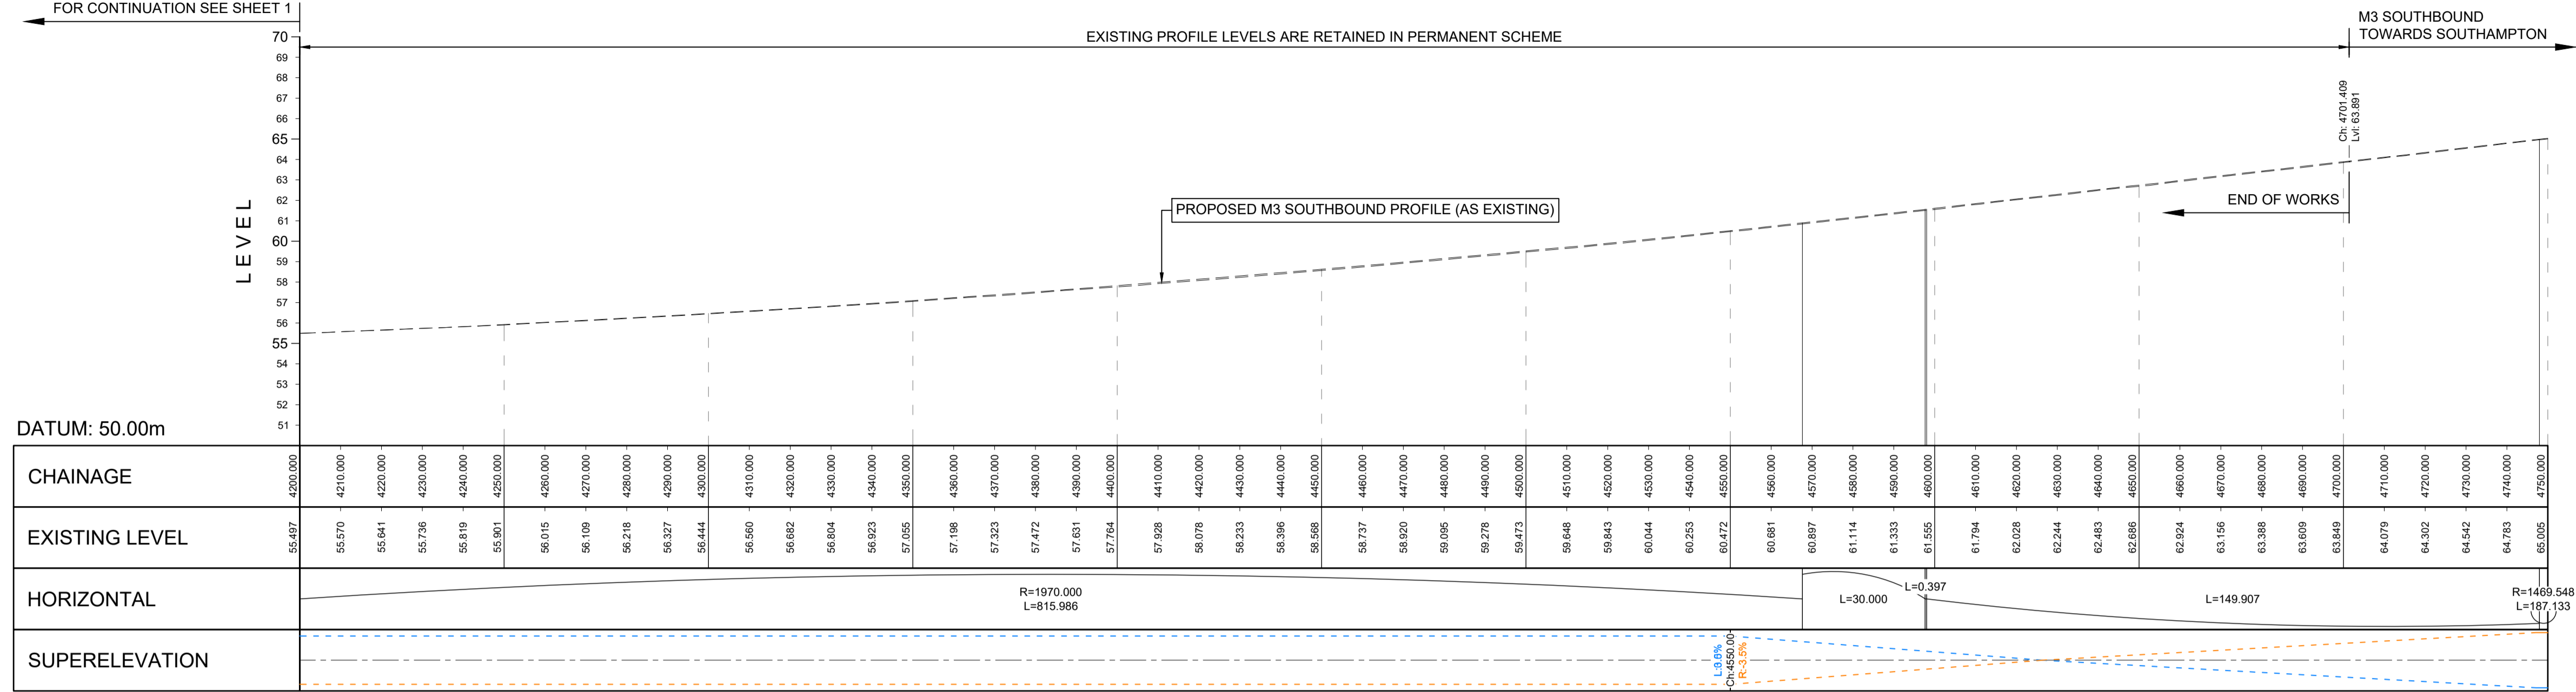 FOR CONTINUATION SEE SHEET 1
EXISTING PROFILE LEVELS ARE RETAINED IN PERMANENT SCHEME
M3 SOUTHBOUND
TOWARDS SOUTHAMPTON
70
69
68
67
66
65
64
63
62
61
60
59
58
57
56
55
54
53
52
51
LEVEL
Ch: 4701.409
Lvl: 63.891
END OF WORKS
PROPOSED M3 SOUTHBOUND PROFILE (AS EXISTING)
DATUM: 50.00m
CHAINAGE
4200.000 4210.000 4220.000 4230.000 4240.000 4250.000 4260.000 4270.000 4280.000 4290.000 4300.000 4310.000 4320.000 4330.000 4340.000 4350.000 4360.000 4370.000 4380.000 4390.000 4400.000 4410.000 4420.000 4430.000 4440.000 4450.000 4460.000 4470.000 4480.000 4490.000 4500.000 4510.000 4520.000 4530.000 4540.000 4550.000 4560.000 4570.000 4580.000 4590.000 4600.000 4610.000 4620.000 4630.000 4640.000 4650.000 4660.000 4670.000 4680.000 4690.000 4700.000 4710.000 4720.000 4730.000 4740.000 4750.000
EXISTING LEVEL
55.497 55.570 55.641 55.736 55.819 55.901 56.015 56.109 56.218 56.327 56.444 56.560 56.682 56.804 56.923 57.055 57.198 57.323 57.472 57.631 57.764 57.928 58.078 58.233 58.396 58.568 58.737 58.920 59.095 59.278 59.473 59.648 59.843 60.044 60.253 60.472 60.681 60.897 61.114 61.333 61.555 61.794 62.028 62.244 62.483 62.686 62.924 63.156 63.388 63.609 63.849 64.079 64.302 64.542 64.783 65.005
HORIZONTAL
R=1970.000
L=815.986
L=30.000
L=0.397
L=149.907
R=1469.548
L=187.133
SUPERELEVATION
Ch:4550.00
R:-3.5%